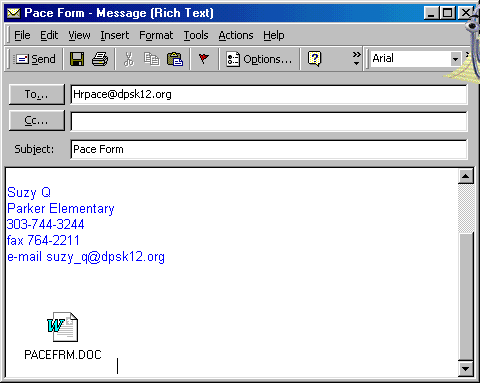 Pace Form - Message (Rich Text)
File Edit View Insert Format Tools Actions Help
Send Options... Arial
To... Hrpace@dpsk12.org
Cc...
Subject: Pace Form
Suzy Q
Parker Elementary
303-744-3244
fax 764-2211
e-mail suzy_q@dpsk12.org
W
PACEFRM.DOC